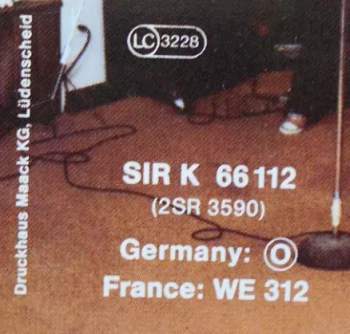 LC 3228
SIR K 66 112
(2SR 3590)
Germany: O
France: WE 312
Druckhaus Maack KG, Lüdenscheid